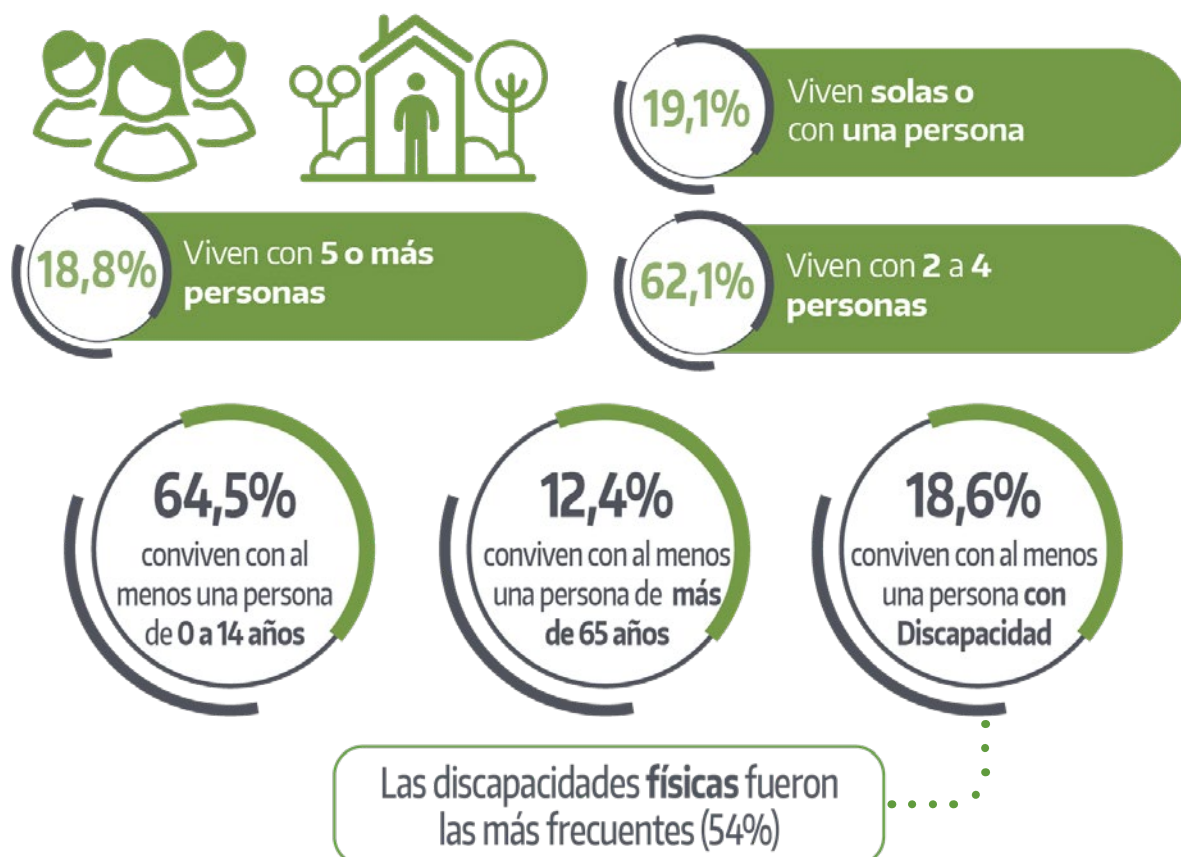 19,1%
Viven solas o
con una persona
18,8%
Viven con 5 o más
personas
62,1%
Viven con 2 a 4
personas
64,5%
conviven con al
menos una persona
de 0 a 14 años
12,4%
conviven con al menos
una persona de más
de 65 años
18,6%
conviven con al menos
una persona con
Discapacidad
Las discapacidades físicas fueron
las más frecuentes (54%)